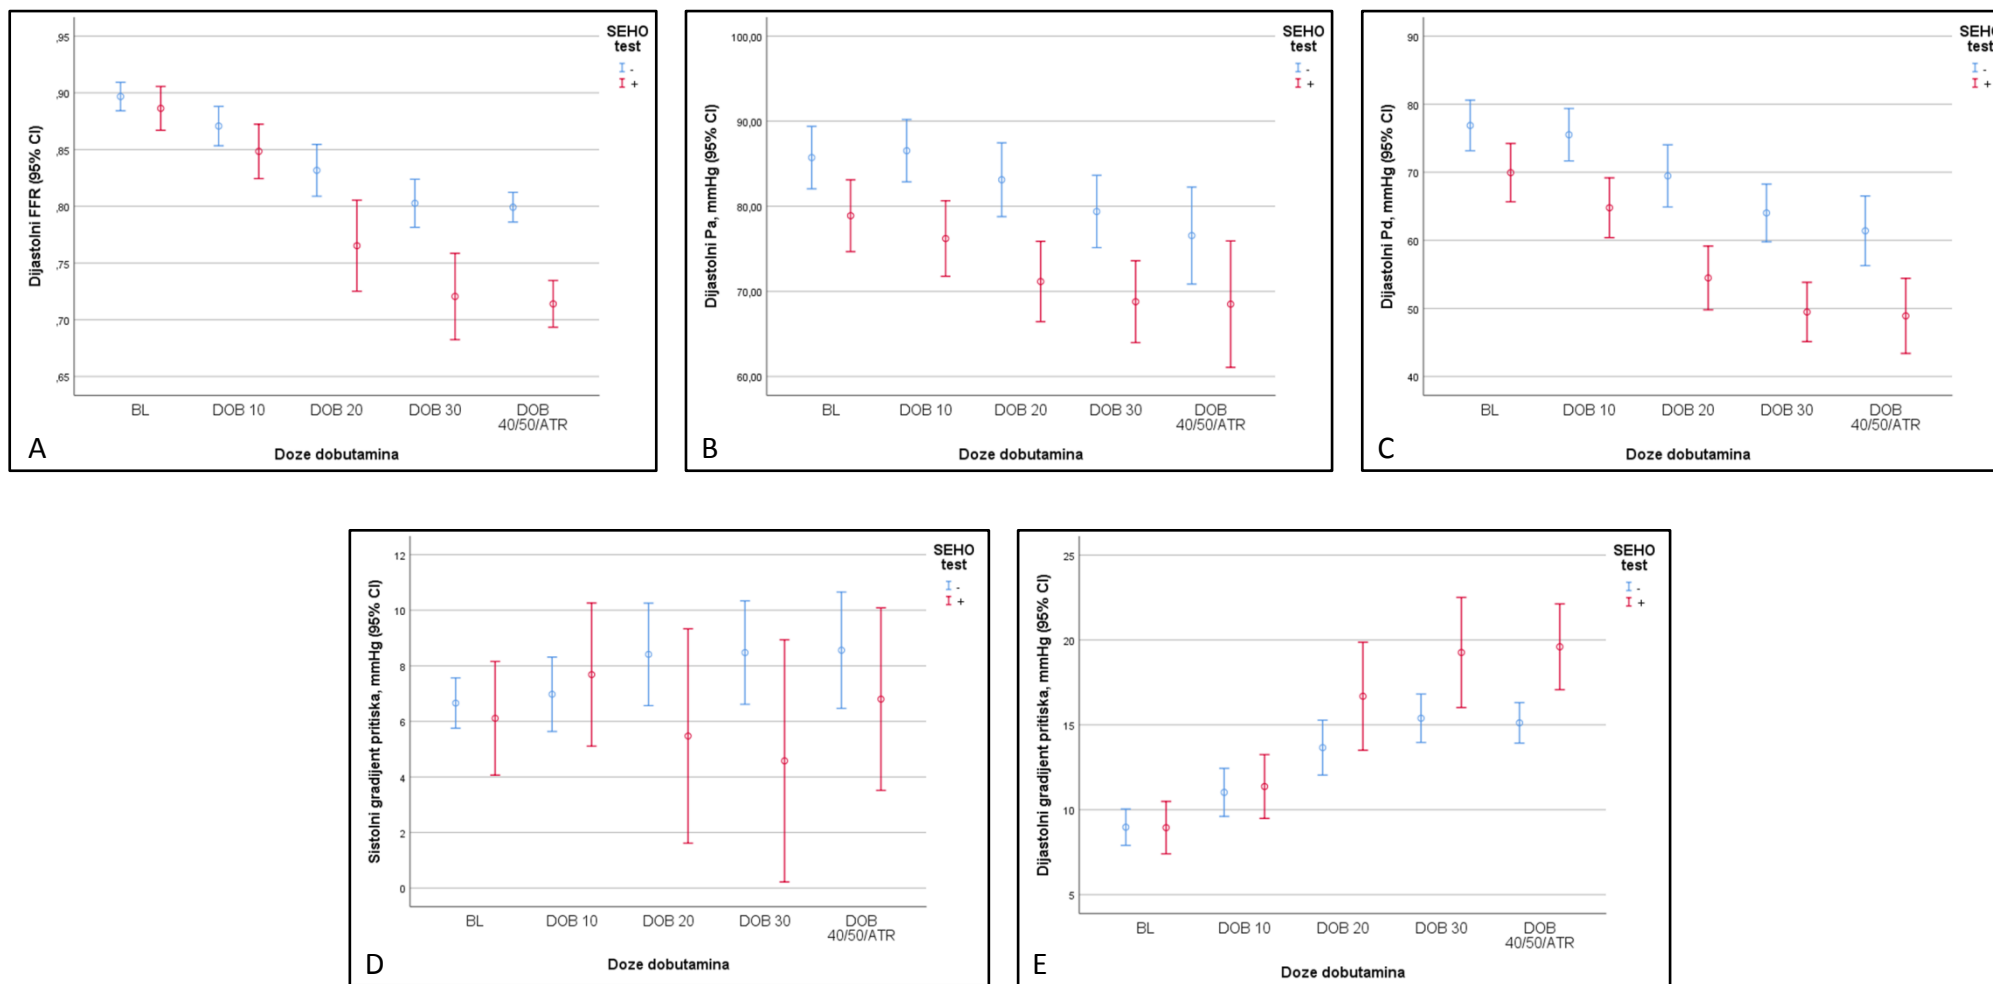 SEHO
test
-
+
,95
,90
,85
,80
,75
,70
,65
Dijastolni FFR (95% CI)
BL
DOB 10
DOB 20
DOB 30
DOB
40/50/ATR
Doze dobutamina
A
SEHO
test
-
+
100,00
90,00
80,00
70,00
60,00
Dijastolni Pa, mmHg (95% CI)
BL
DOB 10
DOB 20
DOB 30
DOB
40/50/ATR
Doze dobutamina
B
SEHO
test
-
+
90
80
70
60
50
40
Dijastolni Pd, mmHg (95% CI)
BL
DOB 10
DOB 20
DOB 30
DOB
40/50/ATR
Doze dobutamina
C
SEHO
test
-
+
12
10
8
6
4
2
0
Sistolni gradijent pritiska, mmHg (95% CI)
BL
DOB 10
DOB 20
DOB 30
DOB
40/50/ATR
Doze dobutamina
D
SEHO
test
-
+
25
20
15
10
5
Dijastolni gradijent pritiska, mmHg (95% CI)
BL
DOB 10
DOB 20
DOB 30
DOB
40/50/ATR
Doze dobutamina
E